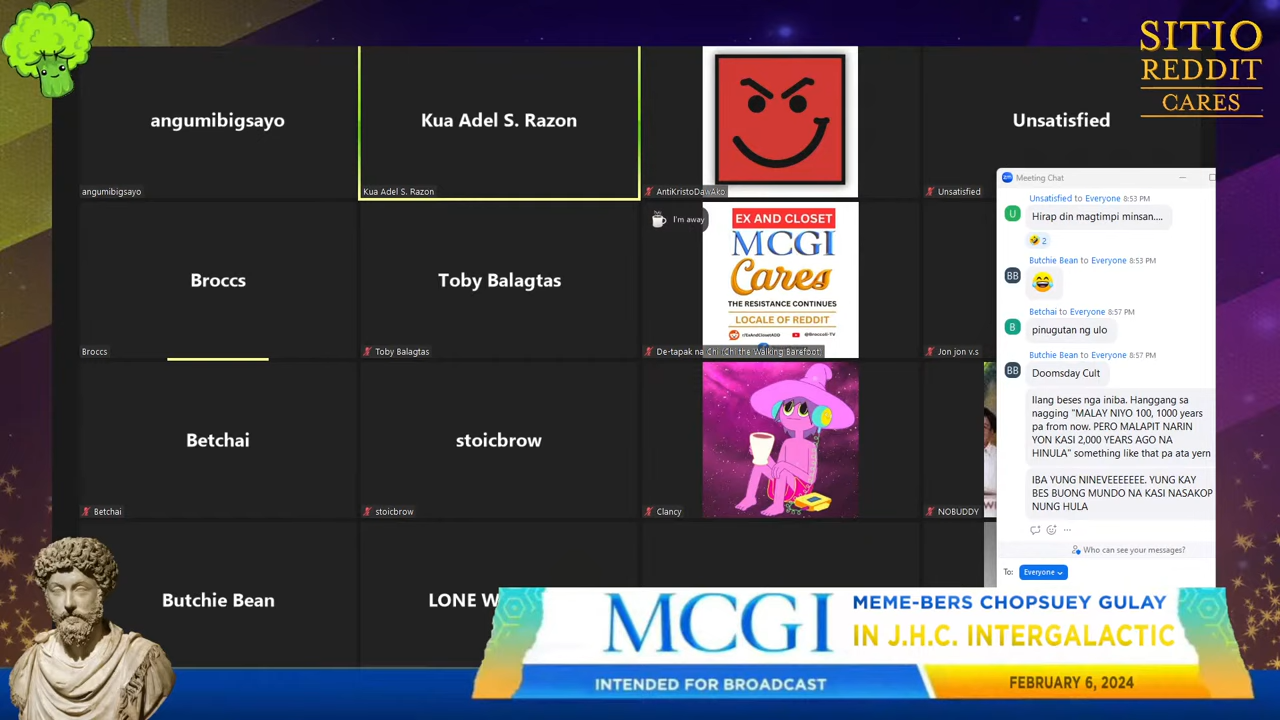 SITIO
REDDIT
CARES
angumibigsayo
angumibigsayo
Kua Adel S. Razon
Kua Adel S. Razon
AntiKristoDawAko
Unsatisfied
Unsatisfied
Broccs
Broccs
Toby Balagtas
Toby Balagtas
I'm away
EX AND CLOSET
MCGI
Cares
THE RESISTANCE CONTINUES
LOCALE OF REDDIT
r/ExAndClosetADD
@BroccoliTV
De-tapak na Chi (Chi the Walking Barefoot)
Jon jon v.s
Betchai
Betchai
stoicbrow
stoicbrow
Clancy
NOBUDDY
Butchie Bean
LONE W
Meeting Chat
Unsatisfied to Everyone 8:53 PM
U
Hirap din magtimpi minsan....
2
Butchie Bean to Everyone 8:53 PM
BB
Betchai to Everyone 8:57 PM
B
pinugutan ng ulo
Butchie Bean to Everyone 8:57 PM
BB
Doomsday Cult
Ilang beses nga iniba. Hanggang sa
nagging "MALAY NIYO 100, 1000 years
pa from now. PERO MALAPIT NARIN
YON KASI 2,000 YEARS AGO NA
HINULA" something like that pa ata yern
IBA YUNG NINEVEEEEEEE. YUNG KAY
BES BUONG MUNDO NA KASI NASAKOP
NUNG HULA
Who can see your messages?
To: Everyone
MCGI
MEME-BERS CHOPSUEY GULAY
IN J.H.C. INTERGALACTIC
INTENDED FOR BROADCAST
FEBRUARY 6, 2024